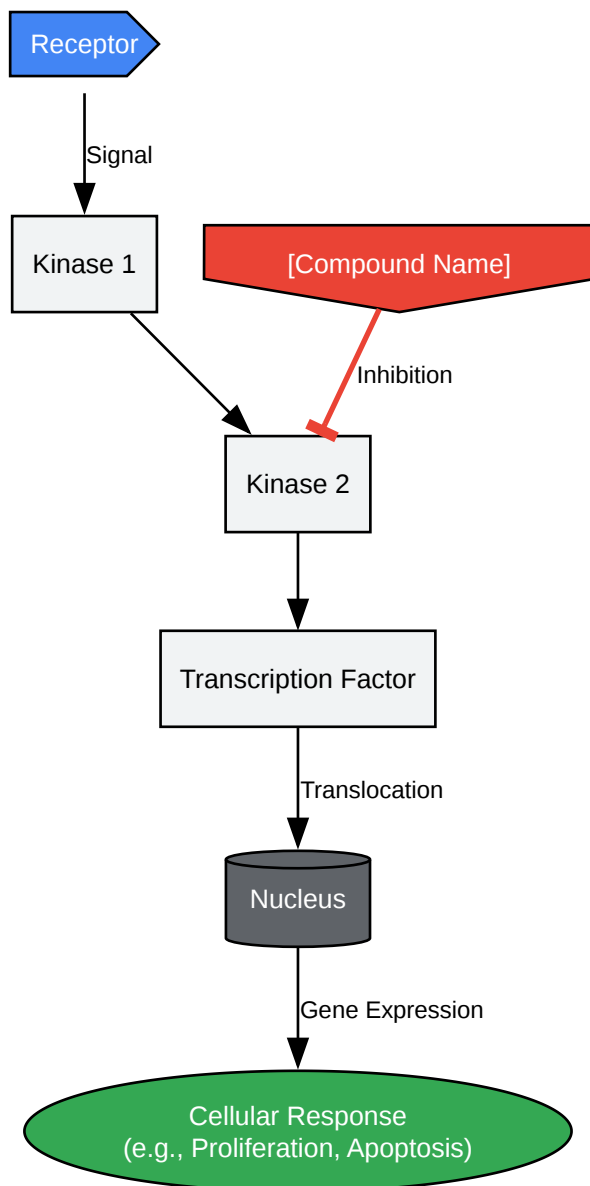 Receptor
Signal
Kinase 1
[Compound Name]
Inhibition
Kinase 2
Transcription Factor
Translocation
Nucleus
Gene Expression
Cellular Response
(e.g., Proliferation, Apoptosis)